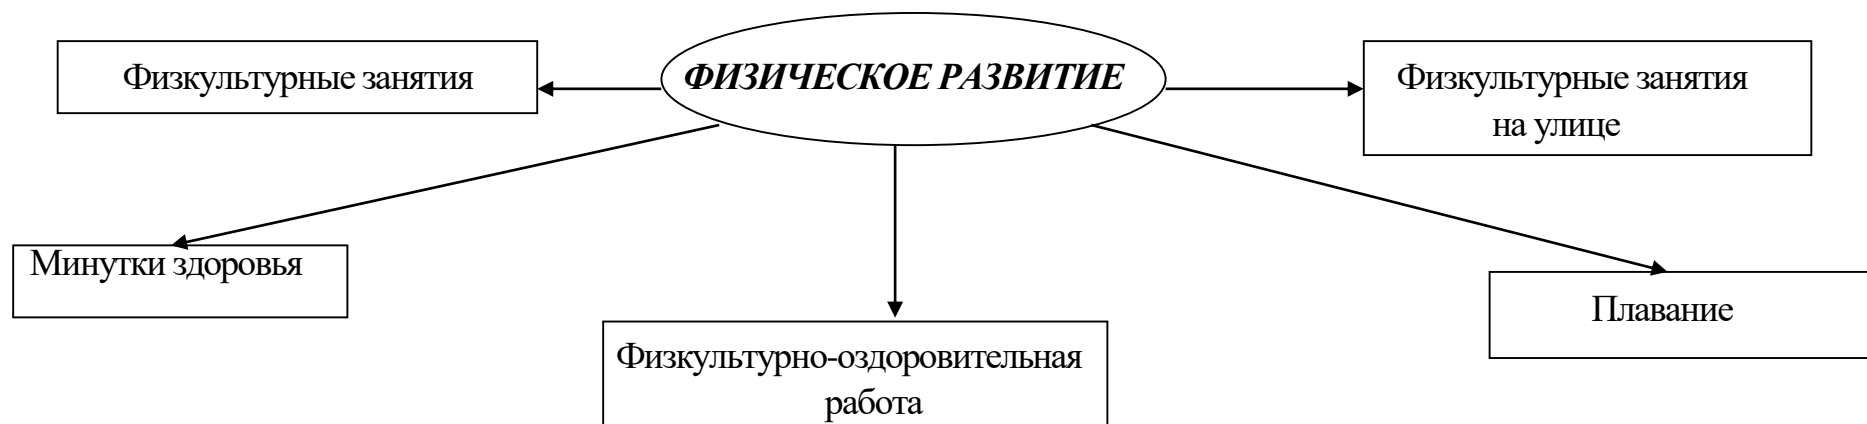 Физкультурные занятия
ФИЗИЧЕСКОЕ РАЗВИТИЕ
Физкультурные занятия
на улице
Минутки здоровья
Физкультурно-оздоровительная
работа
Плавание